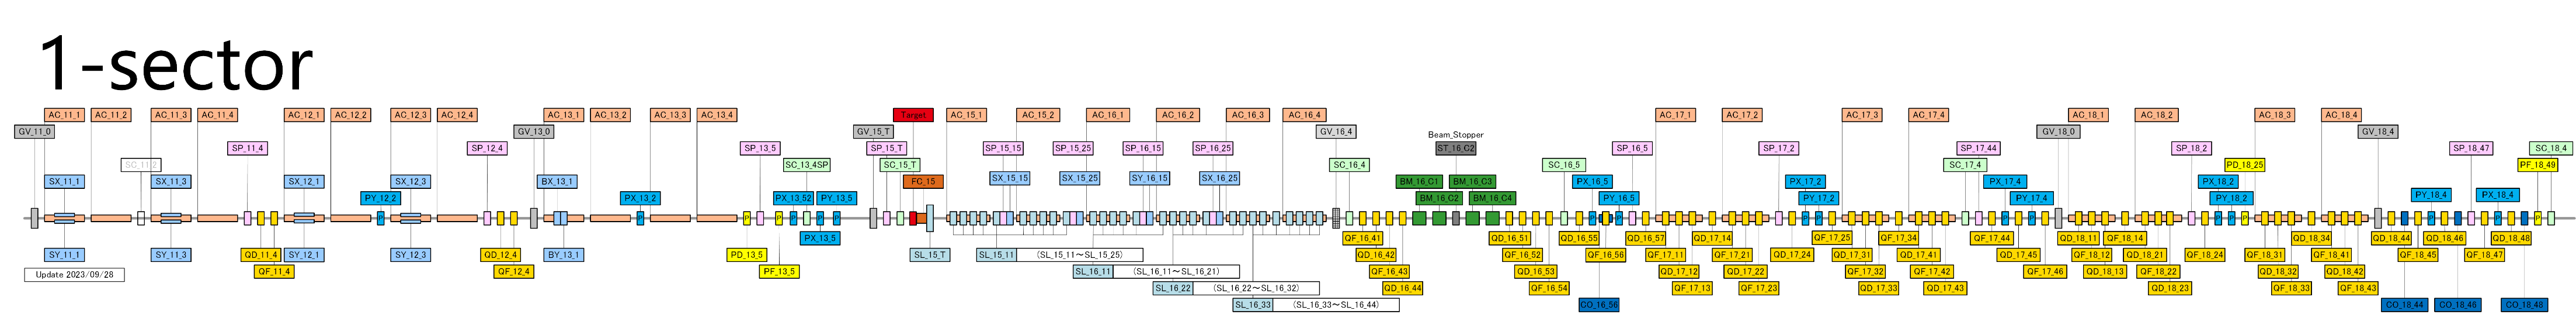 1-sector
AC_11_1 AC_11_2 AC_11_3 AC_11_4 AC_12_1 AC_12_2 AC_12_3 AC_12_4 AC_13_1 AC_13_2 AC_13_3 AC_13_4 Target AC_15_1 AC_15_2 AC_16_1 AC_16_2 AC_16_3 AC_16_4 AC_17_1 AC_17_2 AC_17_3 AC_17_4 AC_18_1 AC_18_2 AC_18_3 AC_18_4
GV_11_0 GV_13_0 GV_15_T GV_16_4 Beam_Stopper GV_18_0 GV_18_4
SP_11_4 SP_12_4 SP_13_5 SP_15_T SP_15_15 SP_15_25 SP_16_15 SP_16_25 ST_16_C2 SP_16_5 SP_17_2 SP_17_44 SP_18_2 SP_18_47 SC_18_4
SC_11_2 SC_13_4SP SC_15_T SC_16_4 SC_16_5 SC_17_4 PD_18_25 PF_18_49
SX_11_1 SX_11_3 SX_12_1 SX_12_3 BX_13_1 FC_15 SX_15_15 SX_15_25 SY_16_15 SX_16_25 BM_16_C1 BM_16_C3 PX_16_5 PX_17_2 PX_17_4 PX_18_2
PY_12_2 PX_13_2 PX_13_52 PY_13_5 BM_16_C2 BM_16_C4 PY_16_5 PY_17_2 PY_17_4 PY_18_2 PY_18_4 PX_18_4
P P P P P P P P P P P P P P P P P P
PX_13_5 QF_16_41 QD_16_51 QD_16_55 QD_16_57 QD_17_14 QF_17_25 QF_17_34 QF_17_44 QD_18_11 QF_18_14 QD_18_34 QD_18_44 QD_18_46 QD_18_48
SY_11_1 SY_11_3 QD_11_4 SY_12_1 SY_12_3 QD_12_4 BY_13_1 PD_13_5 SL_15_T SL_15_11 (SL_15_11～SL_15_25) QD_16_42 QF_16_52 QF_16_56 QF_17_11 QF_17_21 QD_17_24 QD_17_31 QD_17_41 QD_17_45 QF_18_12 QD_18_21 QF_18_24 QF_18_31 QF_18_41 QF_18_45 QF_18_47
Update 2023/09/28 QF_11_4 QF_12_4 PF_13_5 SL_16_11 (SL_16_11～SL_16_21) QF_16_43 QD_16_53 QD_17_12 QD_17_22 QF_17_32 QF_17_42 QF_17_46 QD_18_13 QF_18_22 QD_18_32 QD_18_42
SL_16_22 (SL_16_22～SL_16_32) QD_16_44 QF_16_54 QF_17_13 QF_17_23 QD_17_33 QD_17_43 QD_18_23 QF_18_33 QF_18_43
SL_16_33 (SL_16_33～SL_16_44) CO_16_56 CO_18_44 CO_18_46 CO_18_48